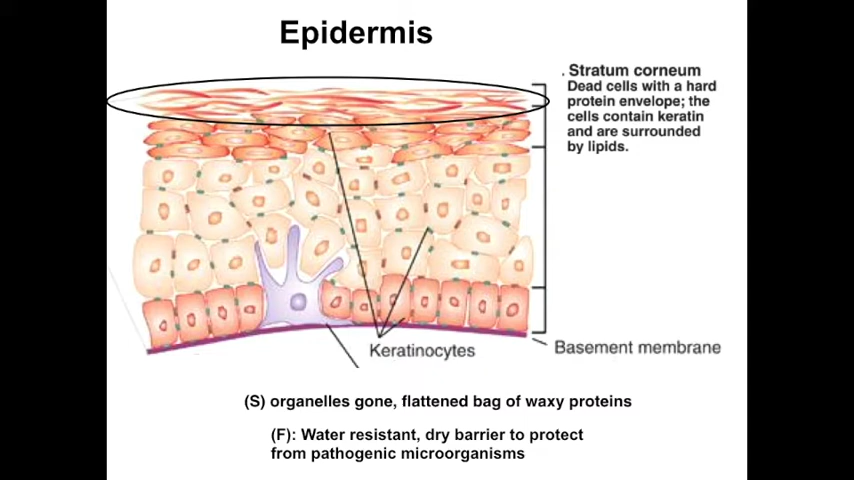 Epidermis
. Stratum corneum
Dead cells with a hard
protein envelope; the
cells contain keratin
and are surrounded
by lipids.
Keratinocytes
Basement membrane
(S) organelles gone, flattened bag of waxy proteins
(F): Water resistant, dry barrier to protect
from pathogenic microorganisms